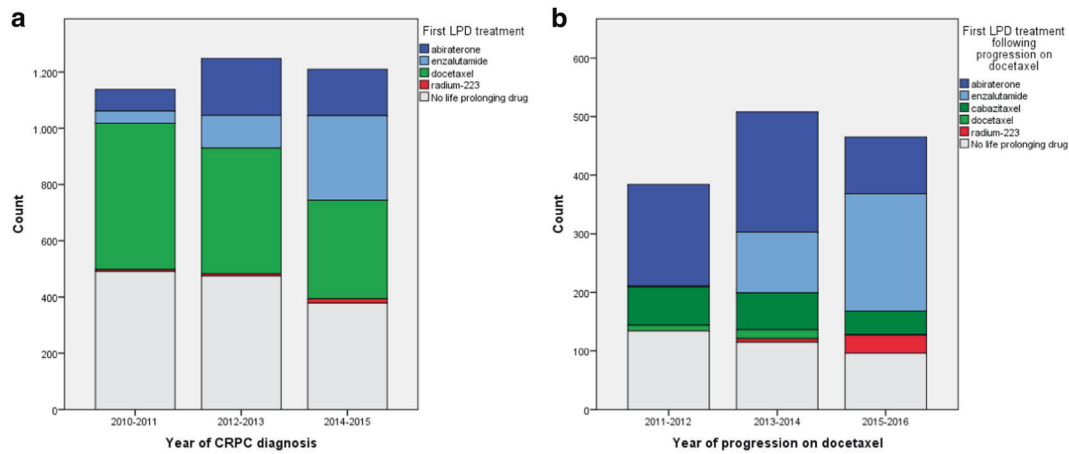 a
First LPD treatment
abiraterone
enzalutamide
docetaxel
radium-223
No life prolonging drug
1.200
1.000
800
600
400
200
0
Count
2010-2011
2012-2013
2014-2015
Year of CRPC diagnosis
b
First LPD treatment
following
progression on
docetaxel
abiraterone
enzalutamide
cabazitaxel
docetaxel
radium-223
No life prolonging drug
600
500
400
300
200
100
0
Count
2011-2012
2013-2014
2015-2016
Year of progression on docetaxel